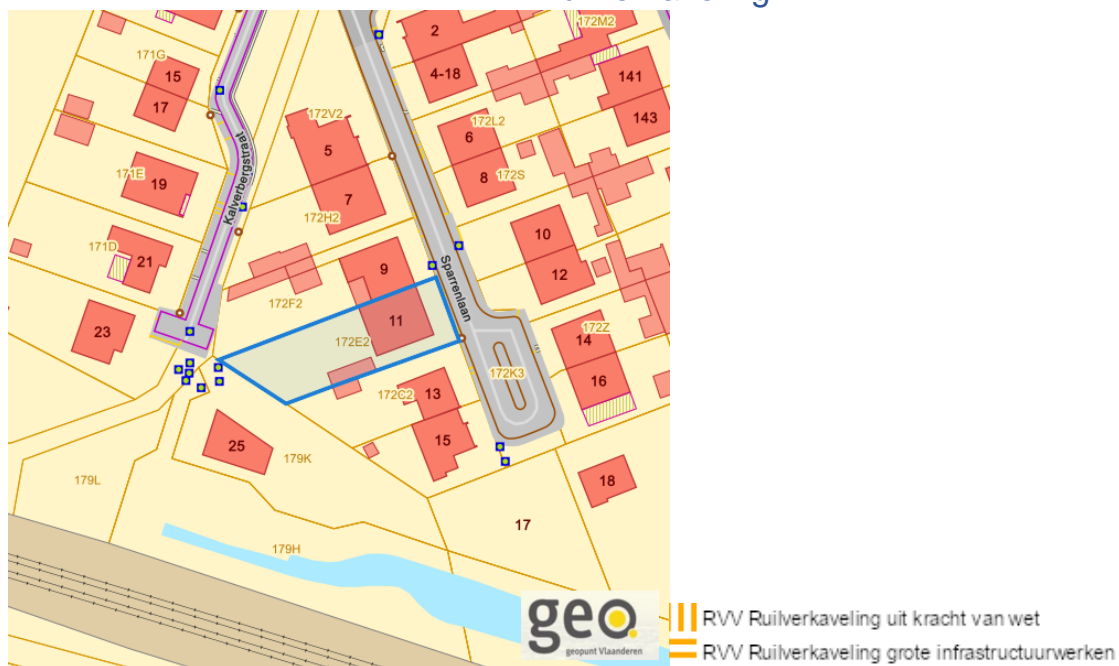 172M2
2
171G
15
4-18
141
17
172V2
143
172L2
6
5
8
172S
171E
19
7
Kalverbergstraat
172H2
10
171D
21
9
Sparrenlaan
12
172F2
11
23
172E2
172Z
14
172K3
16
172C2
13
15
25
179K
179L
18
17
179H
geo.
geopunt Vlaanderen
RVV Ruilverkaveling uit kracht van wet
RVV Ruilverkaveling grote infrastructuurwerken